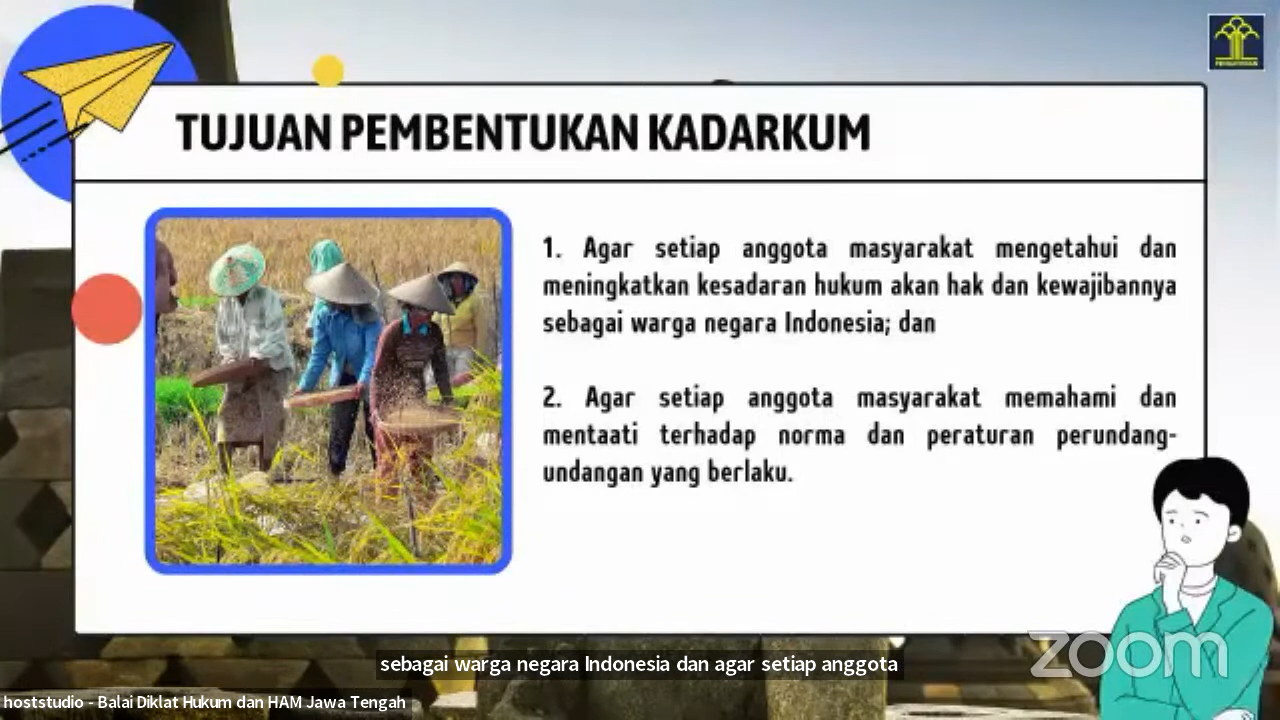 TUJUAN PEMBENTUKAN KADARKUM
1. Agar setiap anggota masyarakat mengetahui dan
meningkatkan kesadaran hukum akan hak dan kewajibannya
sebagai warga negara Indonesia; dan
2. Agar setiap anggota masyarakat memahami dan
mentaati terhadap norma dan peraturan perundang-
undangan yang berlaku.
zoom
sebagai warga negara Indonesia dan agar setiap anggota
hoststudio - Balai Diklat Hukum dan HAM Jawa Tengah